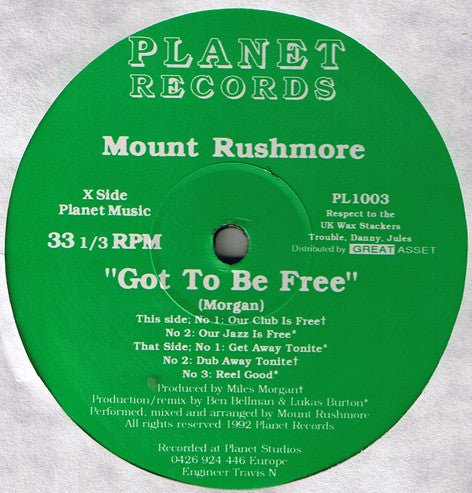 PLANET
RECORDS
Mount Rushmore
X Side
Planet Music
33 1/3 RPM
PL1003
Respect to the
UK Wax Stackers
Trouble, Danny, Jules
Distributed by GREAT ASSET
"Got To Be Free"
(Morgan)
This side; No 1: Our Club Is Free†
No 2: Our Jazz Is Free*
That Side: No 1: Get Away Tonite*
No 2: Dub Away Tonite†
No 3: Reel Good*
Produced by Miles Morgan†
Production/remix by Ben Bellman & Lukas Burton*
Performed, mixed and arranged by Mount Rushmore
All rights reserved 1992 Planet Records
Recorded at Planet Studios
0426 924 446 Europe
Engineer Travis N